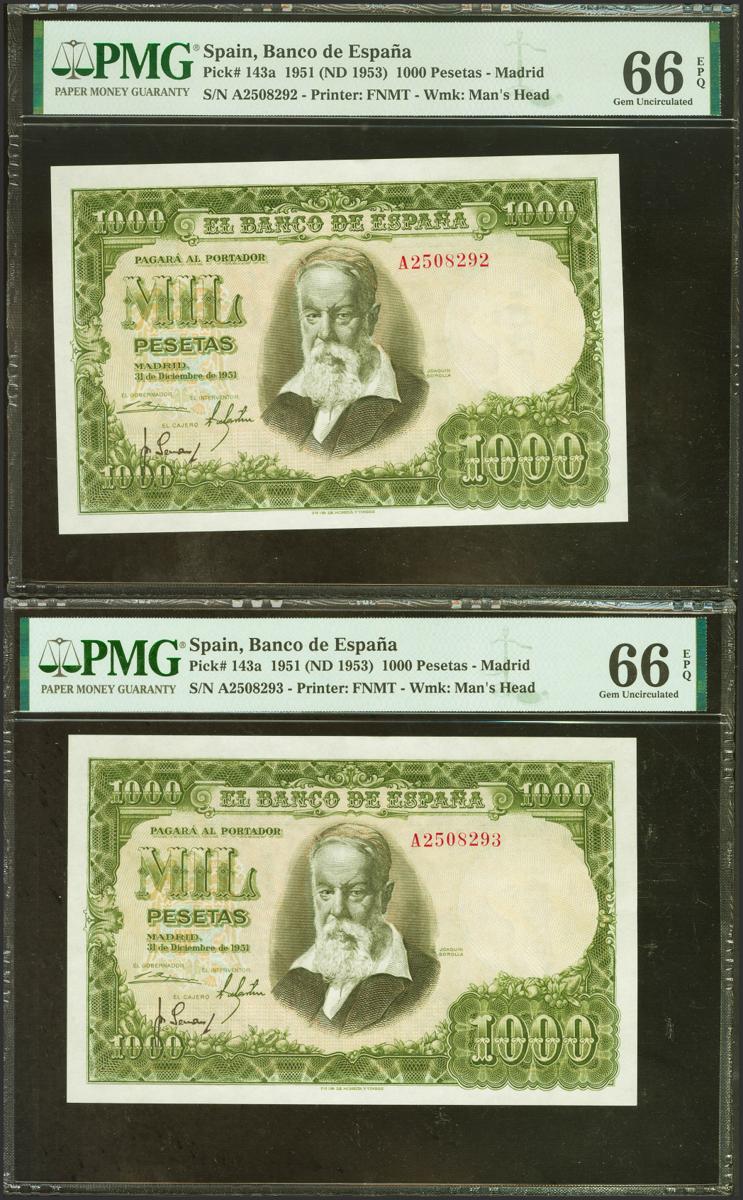 PMG®
PAPER MONEY GUARANTY
Spain, Banco de España
Pick# 143a 1951 (ND 1953) 1000 Pesetas - Madrid
S/N A2508292 - Printer: FNMT - Wmk: Man's Head
66 EPQ
Gem Uncirculated
1000 EL BANCO DE ESPAÑA 1000
PAGARÁ AL PORTADOR
A2508292
MIL
PESETAS
MADRID,
31 de Diciembre de 1951
JOAQUIN
SOROLLA
EL GOBERNADOR EL INTERVENTOR
EL CAJERO
1000
1000
PMG®
PAPER MONEY GUARANTY
Spain, Banco de España
Pick# 143a 1951 (ND 1953) 1000 Pesetas - Madrid
S/N A2508293 - Printer: FNMT - Wmk: Man's Head
66 EPQ
Gem Uncirculated
1000 EL BANCO DE ESPAÑA 1000
PAGARÁ AL PORTADOR
A2508293
MIL
PESETAS
MADRID,
31 de Diciembre de 1951
JOAQUIN
SOROLLA
EL GOBERNADOR EL INTERVENTOR
EL CAJERO
1000
1000